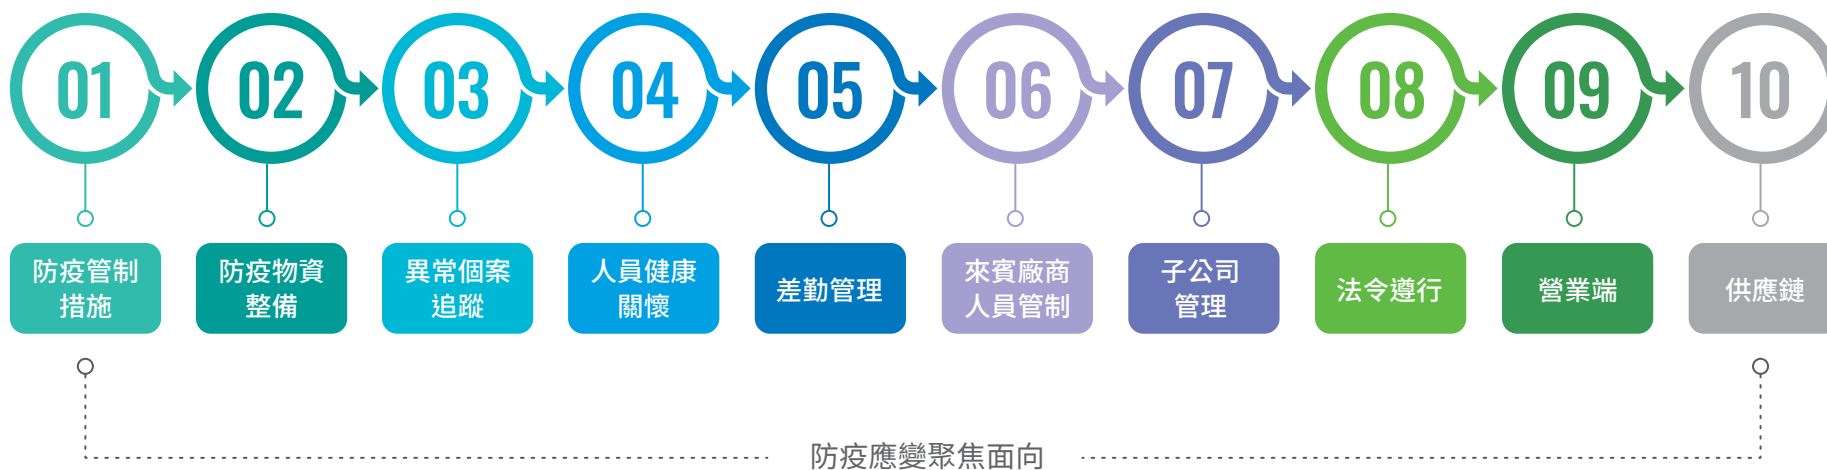 01
02
03
04
05
06
07
08
09
10
防疫管制
措施
防疫物資
整備
異常個案
追蹤
人員健康
關懷
差勤管理
來賓廠商
人員管制
子公司
管理
法令遵行
營業端
供應鏈
防疫應變聚焦面向